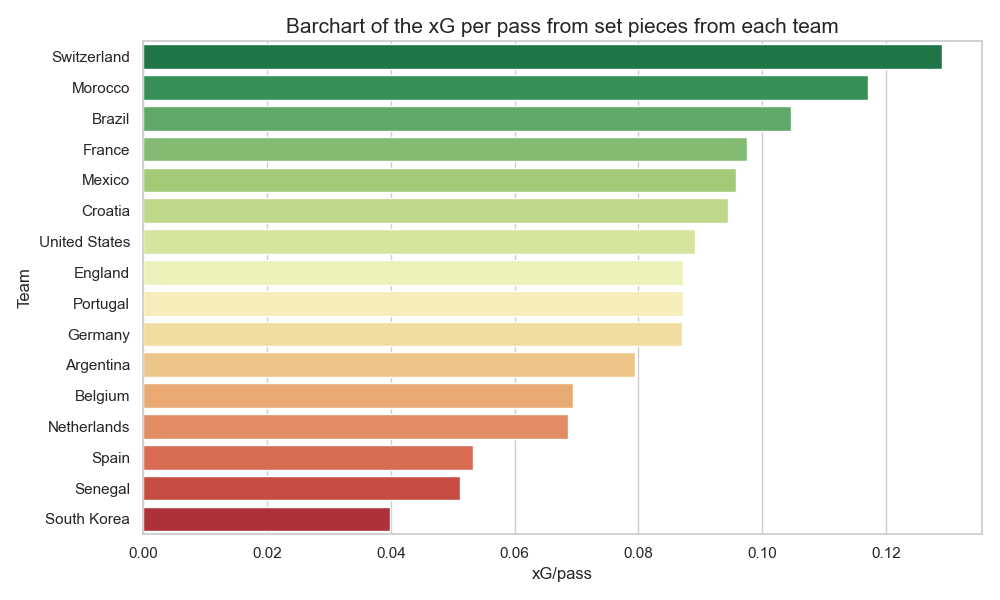 Barchart of the xG per pass from set pieces from each team
Team
Switzerland
Morocco
Brazil
France
Mexico
Croatia
United States
England
Portugal
Germany
Argentina
Belgium
Netherlands
Spain
Senegal
South Korea
0.00 0.02 0.04 0.06 0.08 0.10 0.12
xG/pass